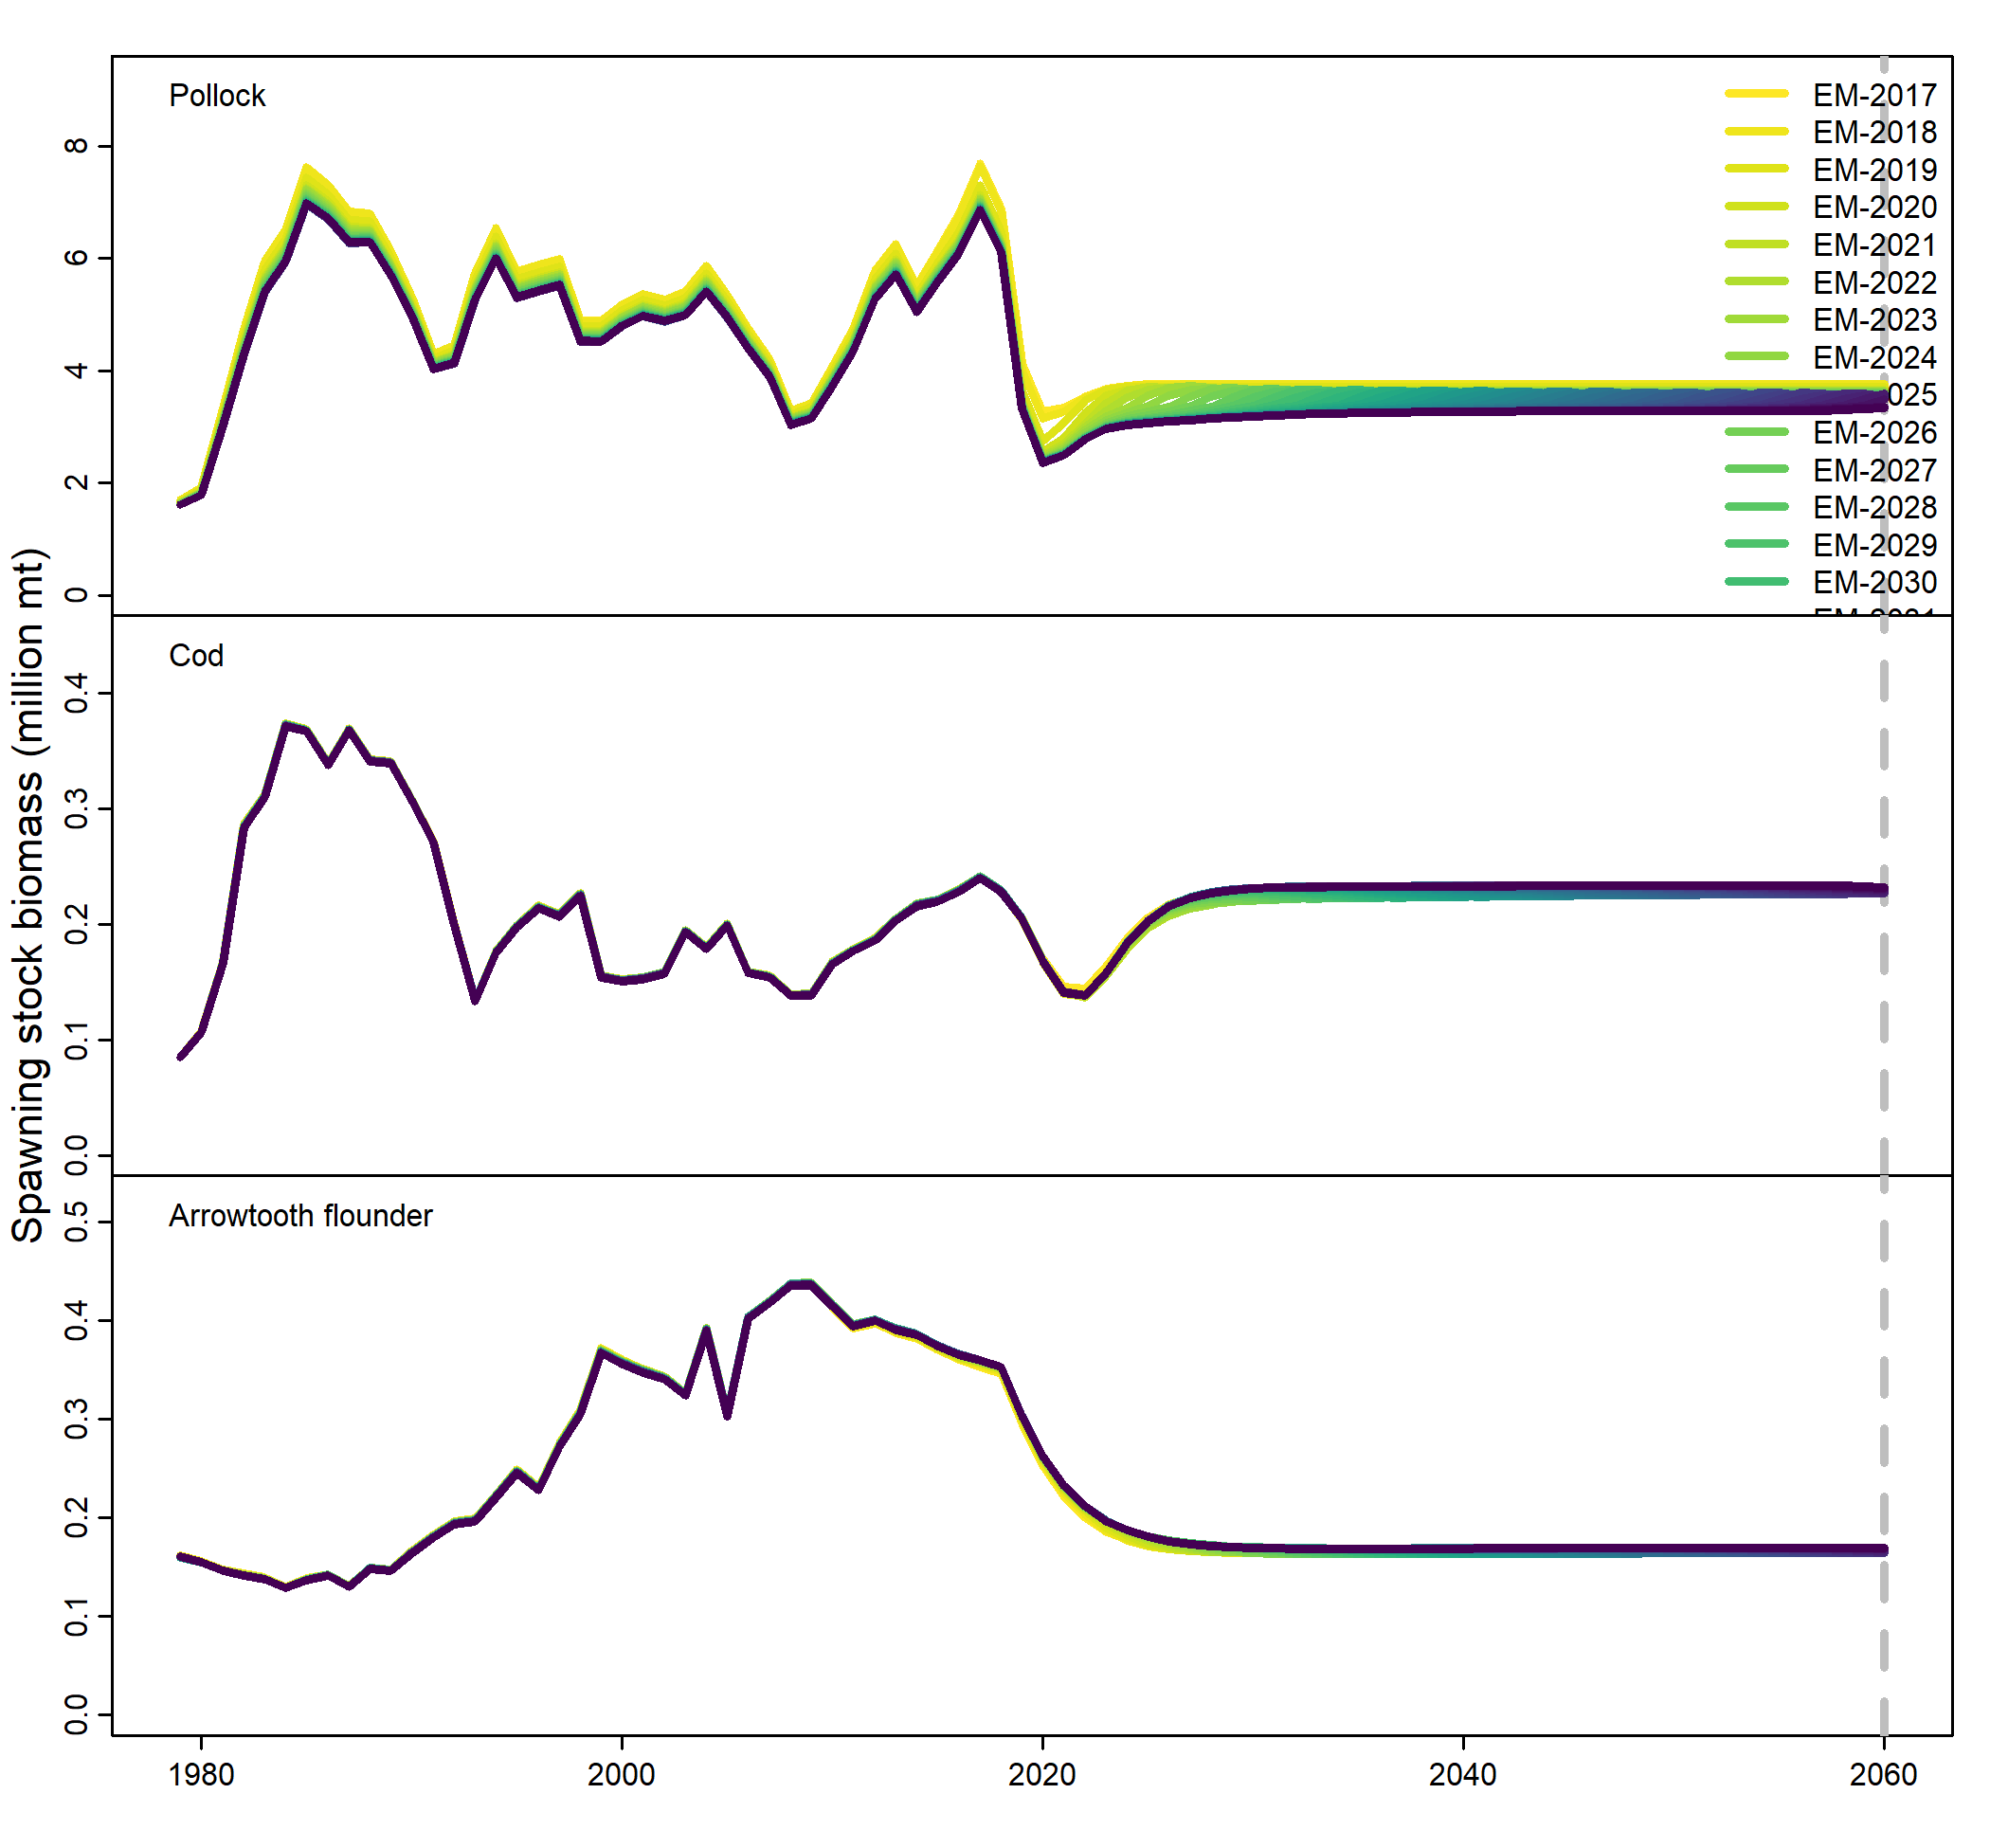 Pollock
EM-2017
EM-2018
EM-2019
EM-2020
EM-2021
EM-2022
EM-2023
EM-2024
025
EM-2026
EM-2027
EM-2028
EM-2029
EM-2030
8
6
4
2
0
Spawning stock biomass (million mt)
Cod
0.4
0.3
0.2
0.1
0.0
Arrowtooth flounder
0.5
0.4
0.3
0.2
0.1
0.0
1980 2000 2020 2040 2060